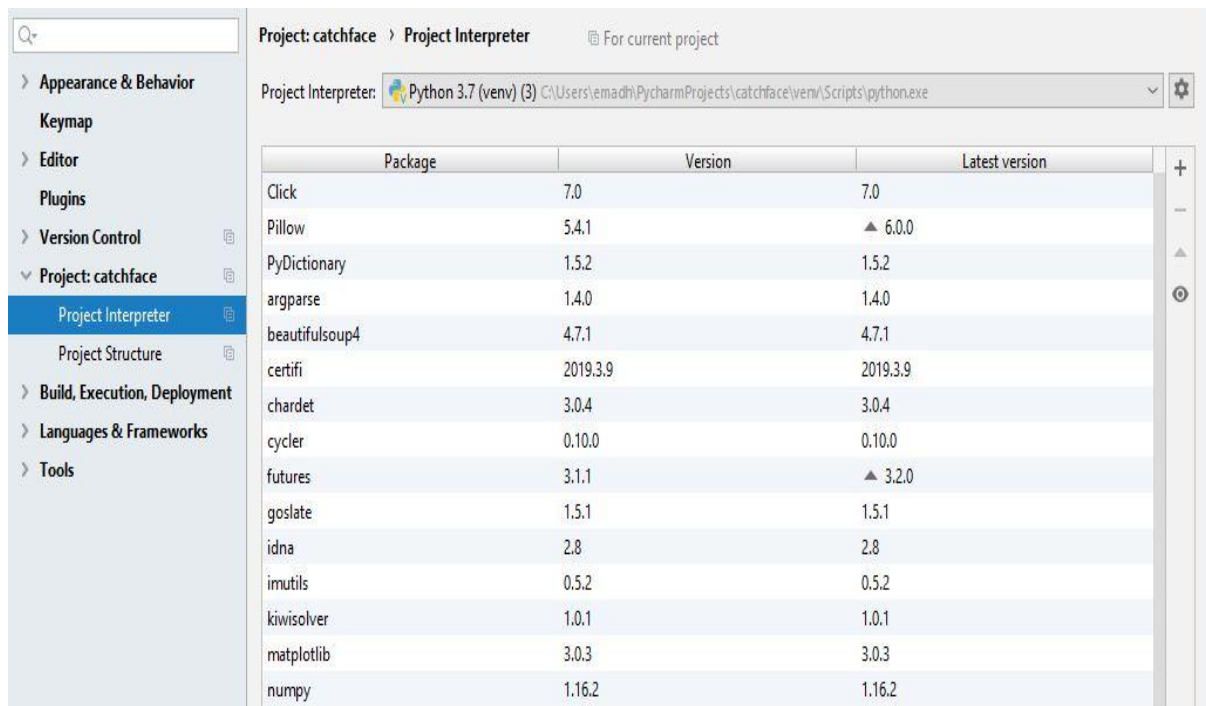 Project: catchface › Project Interpreter For current project
Appearance & Behavior
Keymap
Editor
Plugins
Version Control
Project: catchface
Project Interpreter
Project Structure
Build, Execution, Deployment
Languages & Frameworks
Tools
Project Interpreter: Python 3.7 (venv) (3) C:\Users\emadh\PycharmProjects\catchface\venv\Scripts\python.exe
Package Version Latest version
Click 7.0 7.0
Pillow 5.4.1 ▲ 6.0.0
PyDictionary 1.5.2 1.5.2
argparse 1.4.0 1.4.0
beautifulsoup4 4.7.1 4.7.1
certifi 2019.3.9 2019.3.9
chardet 3.0.4 3.0.4
cycler 0.10.0 0.10.0
futures 3.1.1 ▲ 3.2.0
goslate 1.5.1 1.5.1
idna 2.8 2.8
imutils 0.5.2 0.5.2
kiwisolver 1.0.1 1.0.1
matplotlib 3.0.3 3.0.3
numpy 1.16.2 1.16.2